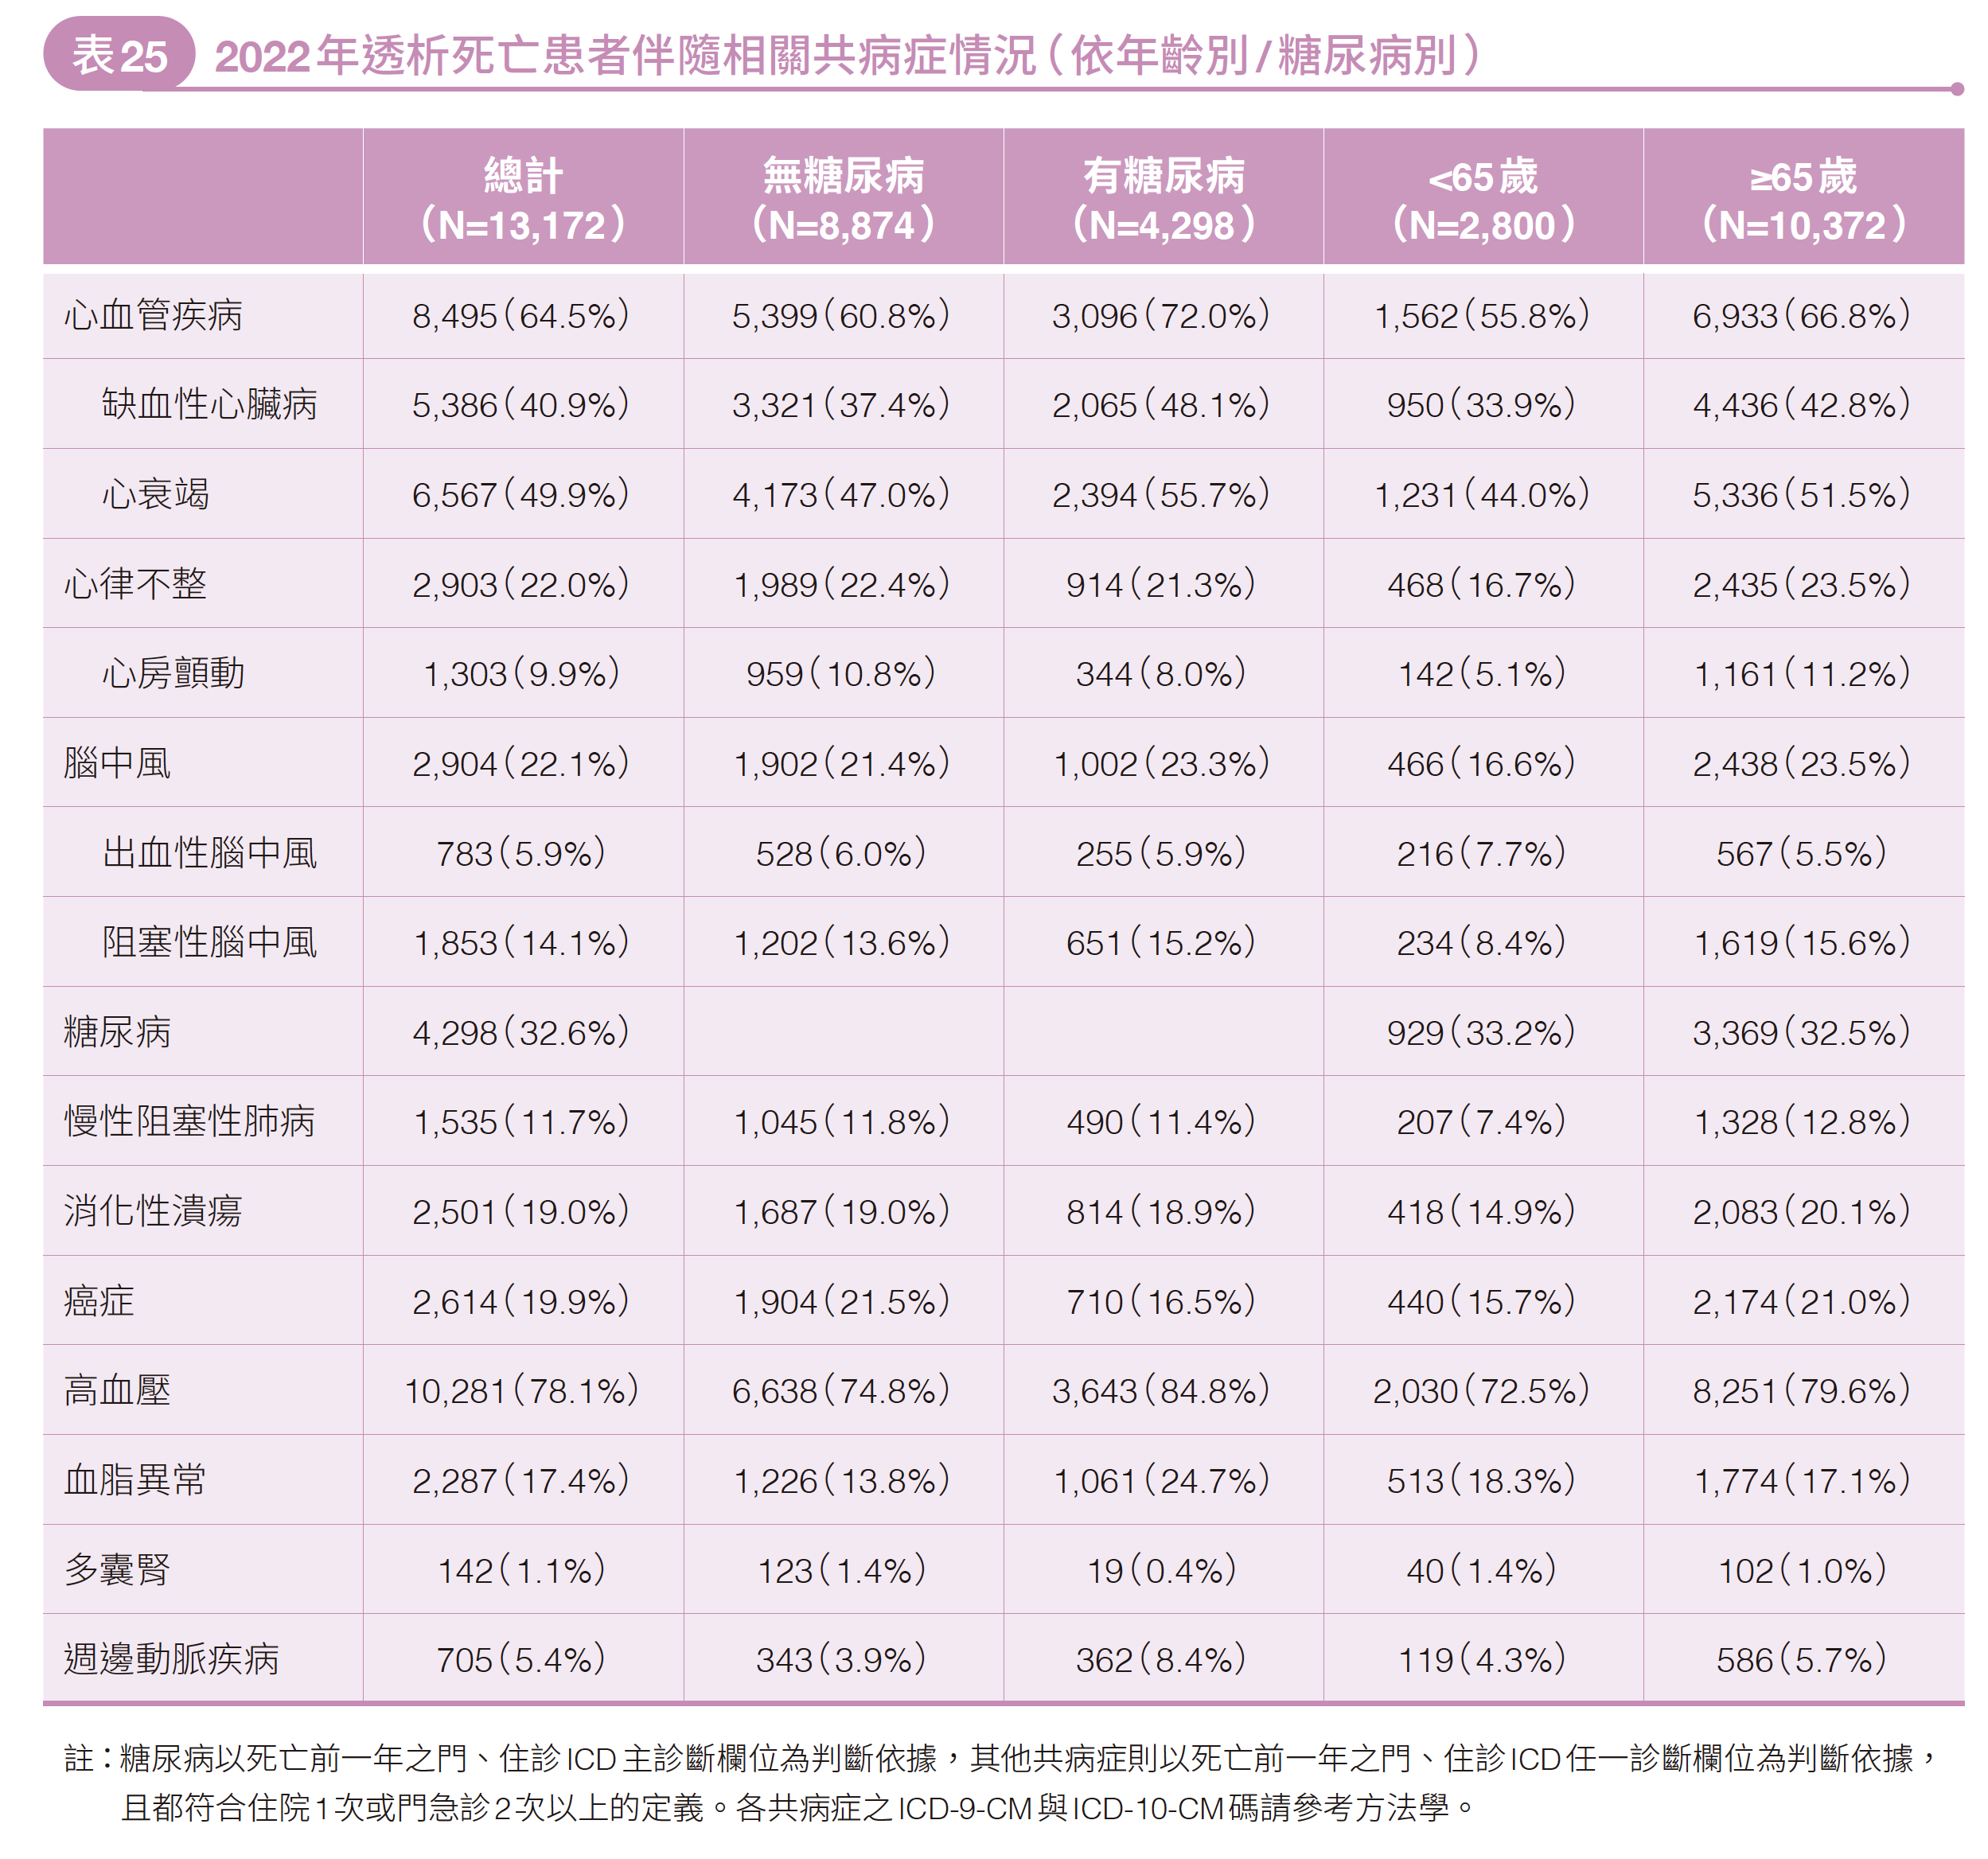 表25 2022年透析死亡患者伴隨相關共病症情況（依年齡別/糖尿病別）
總計 無糖尿病 有糖尿病 <65歲 ≥65歲
（N=13,172） （N=8,874） （N=4,298） （N=2,800） （N=10,372）
心血管疾病 8,495（64.5%） 5,399（60.8%） 3,096（72.0%） 1,562（55.8%） 6,933（66.8%）
缺血性心臟病 5,386（40.9%） 3,321（37.4%） 2,065（48.1%） 950（33.9%） 4,436（42.8%）
心衰竭 6,567（49.9%） 4,173（47.0%） 2,394（55.7%） 1,231（44.0%） 5,336（51.5%）
心律不整 2,903（22.0%） 1,989（22.4%） 914（21.3%） 468（16.7%） 2,435（23.5%）
心房顫動 1,303（9.9%） 959（10.8%） 344（8.0%） 142（5.1%） 1,161（11.2%）
腦中風 2,904（22.1%） 1,902（21.4%） 1,002（23.3%） 466（16.6%） 2,438（23.5%）
出血性腦中風 783（5.9%） 528（6.0%） 255（5.9%） 216（7.7%） 567（5.5%）
阻塞性腦中風 1,853（14.1%） 1,202（13.6%） 651（15.2%） 234（8.4%） 1,619（15.6%）
糖尿病 4,298（32.6%） 929（33.2%） 3,369（32.5%）
慢性阻塞性肺病 1,535（11.7%） 1,045（11.8%） 490（11.4%） 207（7.4%） 1,328（12.8%）
消化性潰瘍 2,501（19.0%） 1,687（19.0%） 814（18.9%） 418（14.9%） 2,083（20.1%）
癌症 2,614（19.9%） 1,904（21.5%） 710（16.5%） 440（15.7%） 2,174（21.0%）
高血壓 10,281（78.1%） 6,638（74.8%） 3,643（84.8%） 2,030（72.5%） 8,251（79.6%）
血脂異常 2,287（17.4%） 1,226（13.8%） 1,061（24.7%） 513（18.3%） 1,774（17.1%）
多囊腎 142（1.1%） 123（1.4%） 19（0.4%） 40（1.4%） 102（1.0%）
週邊動脈疾病 705（5.4%） 343（3.9%） 362（8.4%） 119（4.3%） 586（5.7%）
註：糖尿病以死亡前一年之門、住診ICD主診斷欄位為判斷依據，其他共病症則以死亡前一年之門、住診ICD任一診斷欄位為判斷依據，
且都符合住院1次或門急診2次以上的定義。各共病症之ICD-9-CM與ICD-10-CM碼請參考方法學。